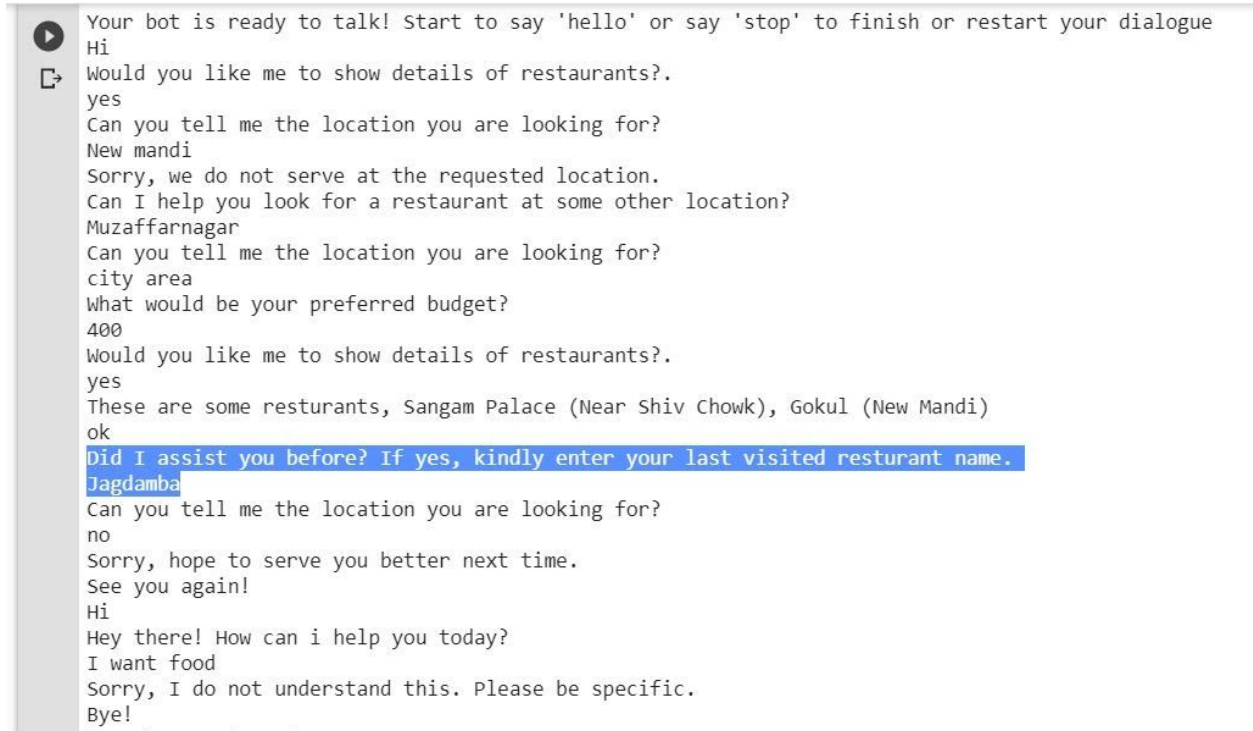 Your bot is ready to talk! Start to say 'hello' or say 'stop' to finish or restart your dialogue
Hi
Would you like me to show details of restaurants?.
yes
Can you tell me the location you are looking for?
New mandi
Sorry, we do not serve at the requested location.
Can I help you look for a restaurant at some other location?
Muzaffarnagar
Can you tell me the location you are looking for?
city area
What would be your preferred budget?
400
Would you like me to show details of restaurants?.
yes
These are some resturants, Sangam Palace (Near Shiv Chowk), Gokul (New Mandi)
ok
Did I assist you before? If yes, kindly enter your last visited resturant name.
Jagdamba
Can you tell me the location you are looking for?
no
Sorry, hope to serve you better next time.
See you again!
Hi
Hey there! How can i help you today?
I want food
Sorry, I do not understand this. Please be specific.
Bye!